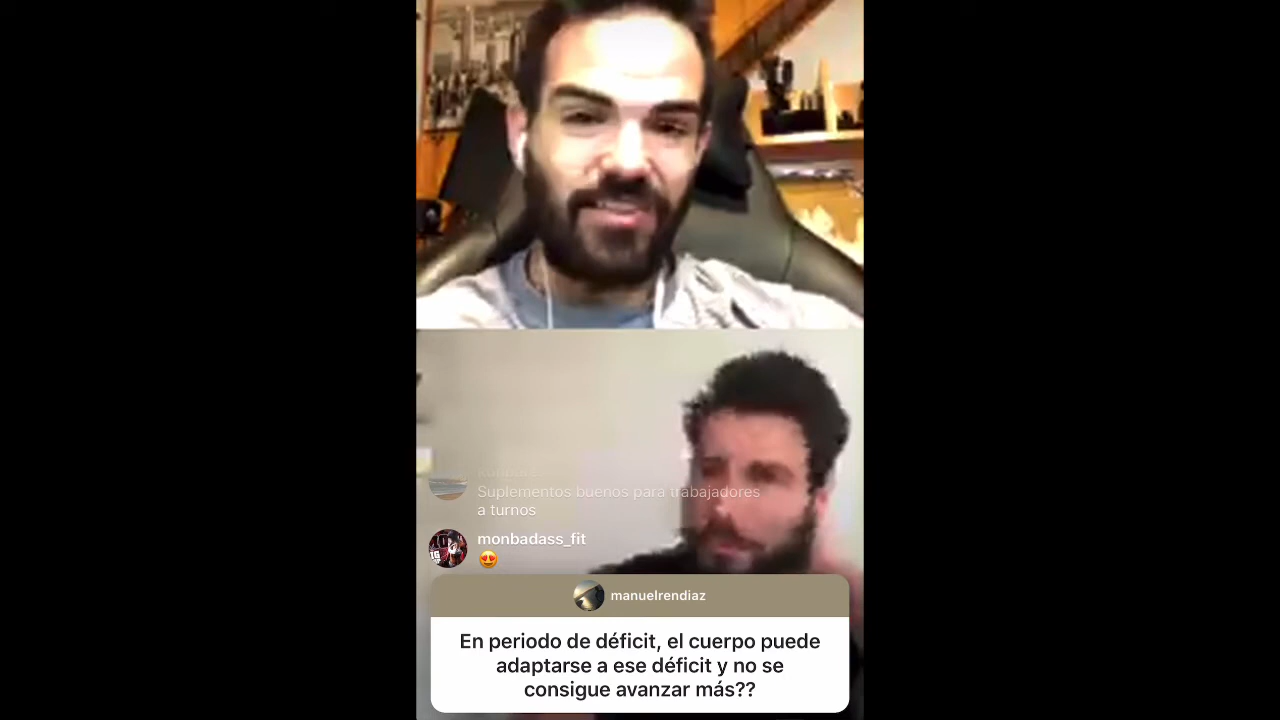 Suplementos buenos para trabajadores
a turnos
monbadass_fit
😍
manuelrendiaz
En periodo de déficit, el cuerpo puede
adaptarse a ese déficit y no se
consigue avanzar más??